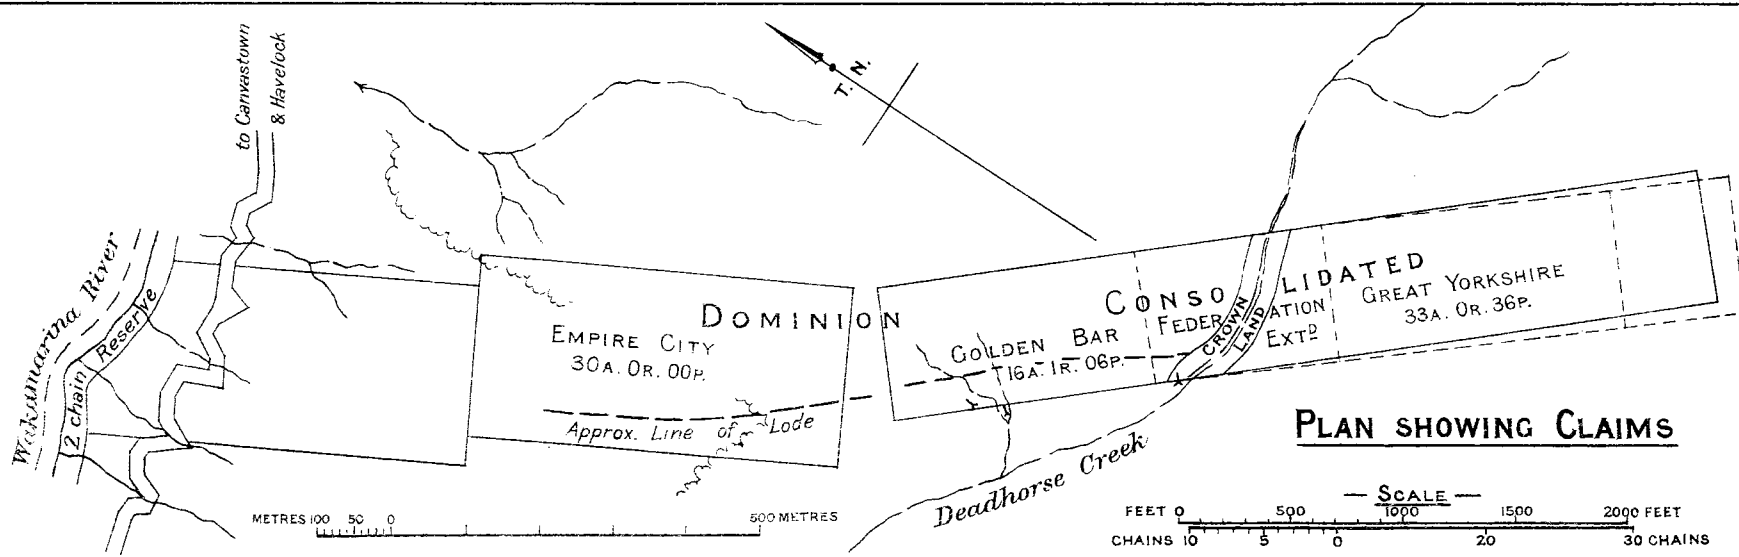 to Canvastown
& Havelock
T. N.
Wakamarina River
2 chain Reserve
DOMINION CONSOLIDATED
EMPIRE CITY
30A. 0R. 00P.
GOLDEN BAR
16A. 1R. 06P.
FEDERATION
EXTD
CROWN
LAND
GREAT YORKSHIRE
33A. 0R. 36P.
Approx. Line of Lode
Deadhorse Creek
PLAN SHOWING CLAIMS
— SCALE —
METRES 100 50 0 500 METRES
FEET 0 500 1000 1500 2000 FEET
CHAINS 10 5 0 20 30 CHAINS